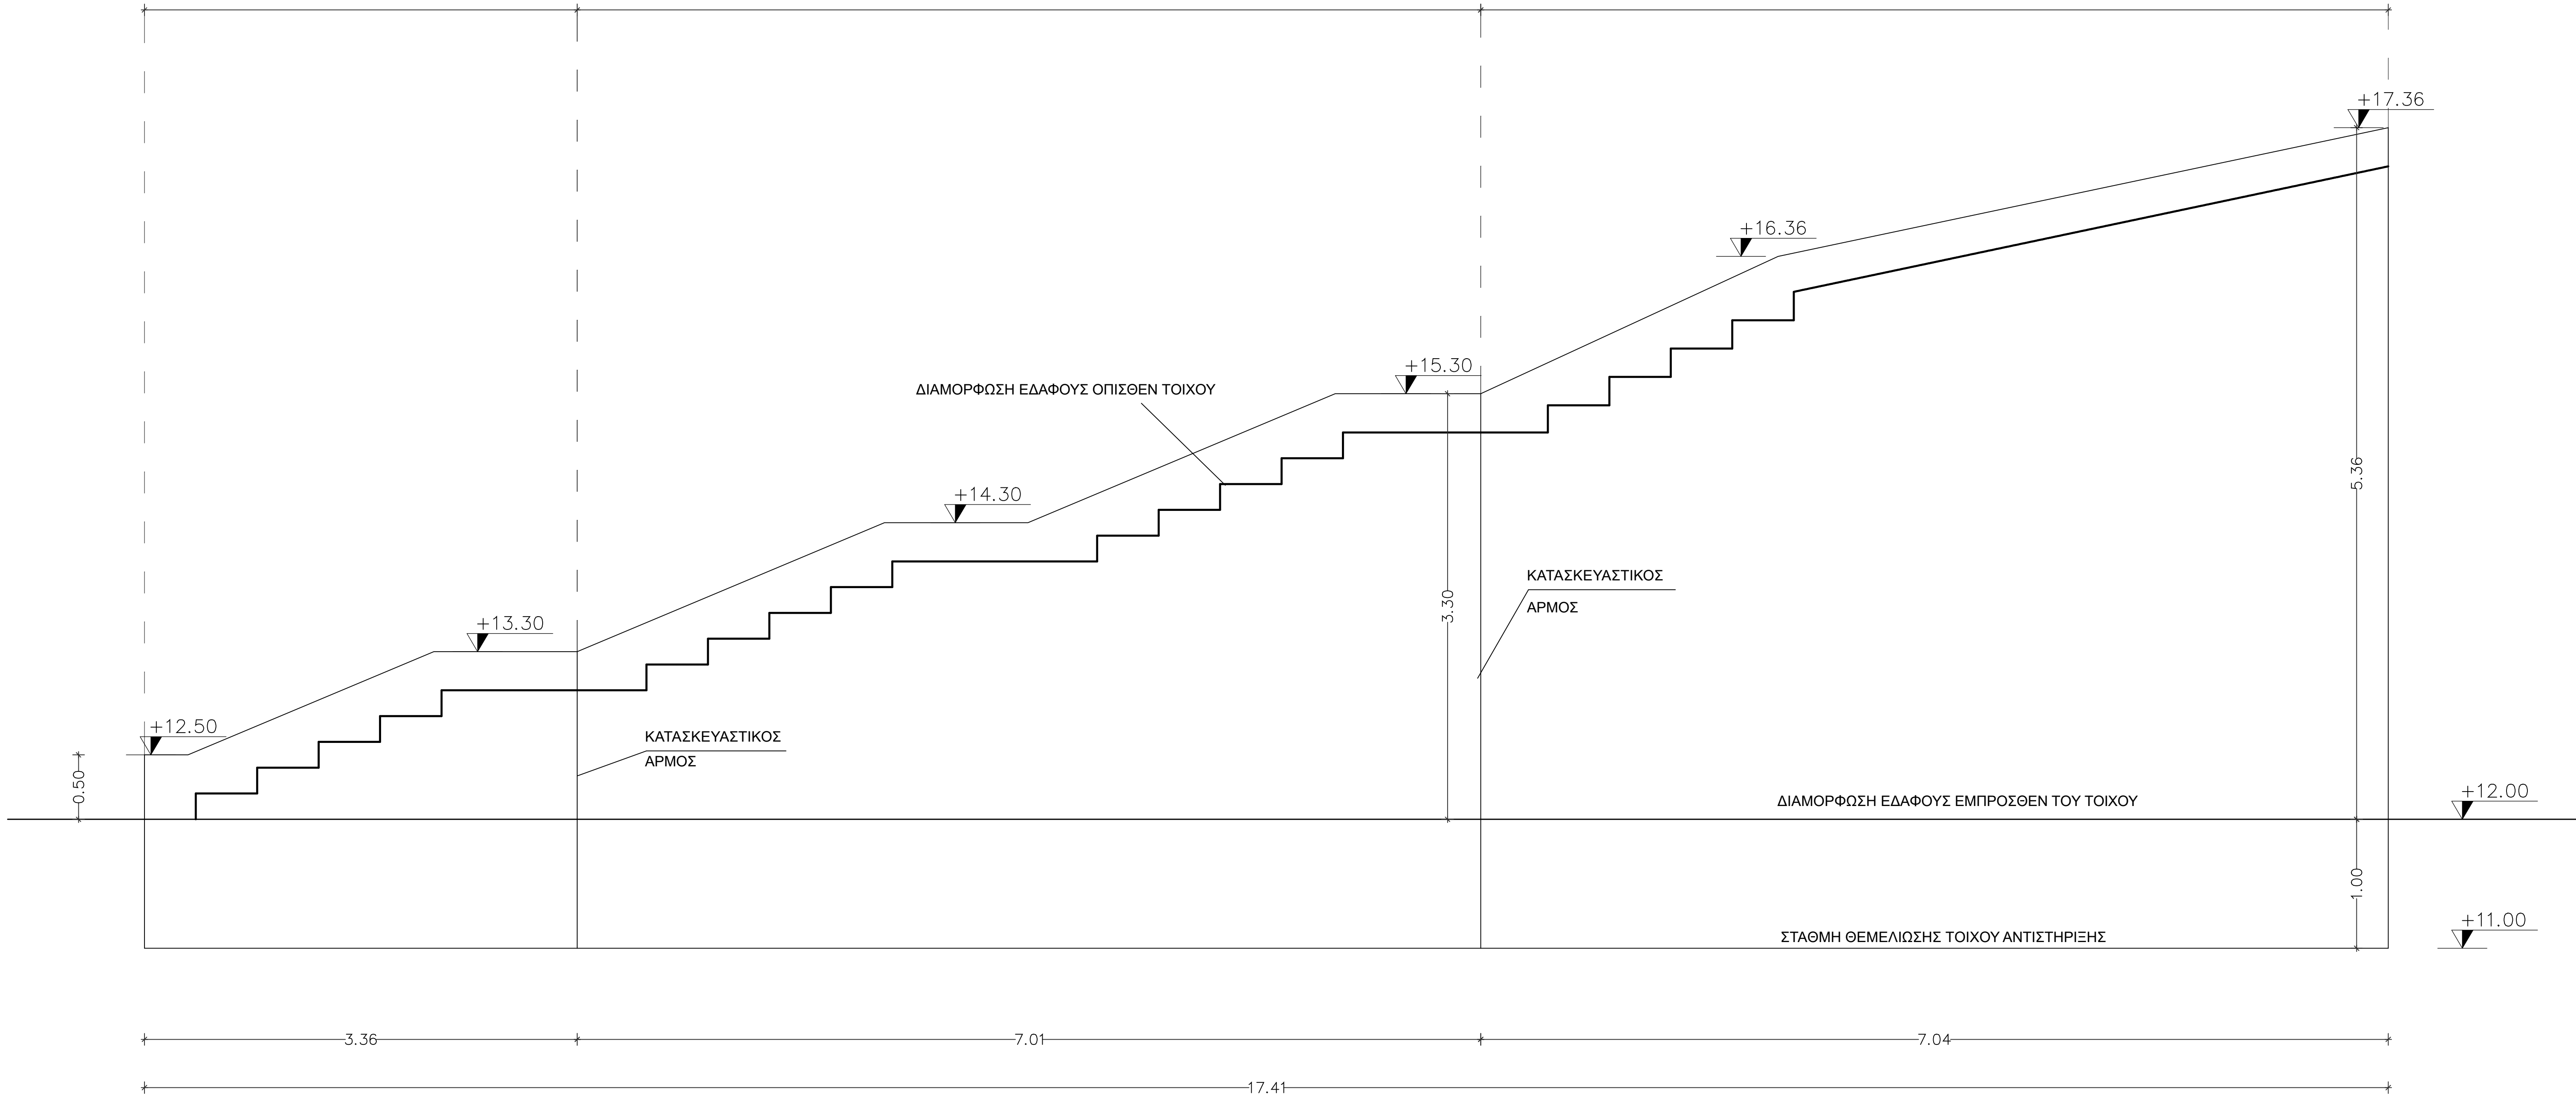 +17.36
+16.36
+15.30
ΔΙΑΜΟΡΦΩΣΗ ΕΔΑΦΟΥΣ ΟΠΙΣΘΕΝ ΤΟΙΧΟΥ
5.36
+14.30
ΚΑΤΑΣΚΕΥΑΣΤΙΚΟΣ
ΑΡΜΟΣ
3.30
+13.30
+12.50
ΚΑΤΑΣΚΕΥΑΣΤΙΚΟΣ
ΑΡΜΟΣ
0.50
ΔΙΑΜΟΡΦΩΣΗ ΕΔΑΦΟΥΣ ΕΜΠΡΟΣΘΕΝ ΤΟΥ ΤΟΙΧΟΥ
+12.00
1.00
+11.00
ΣΤΑΘΜΗ ΘΕΜΕΛΙΩΣΗΣ ΤΟΙΧΟΥ ΑΝΤΙΣΤΗΡΙΞΗΣ
3.36
7.01
7.04
17.41